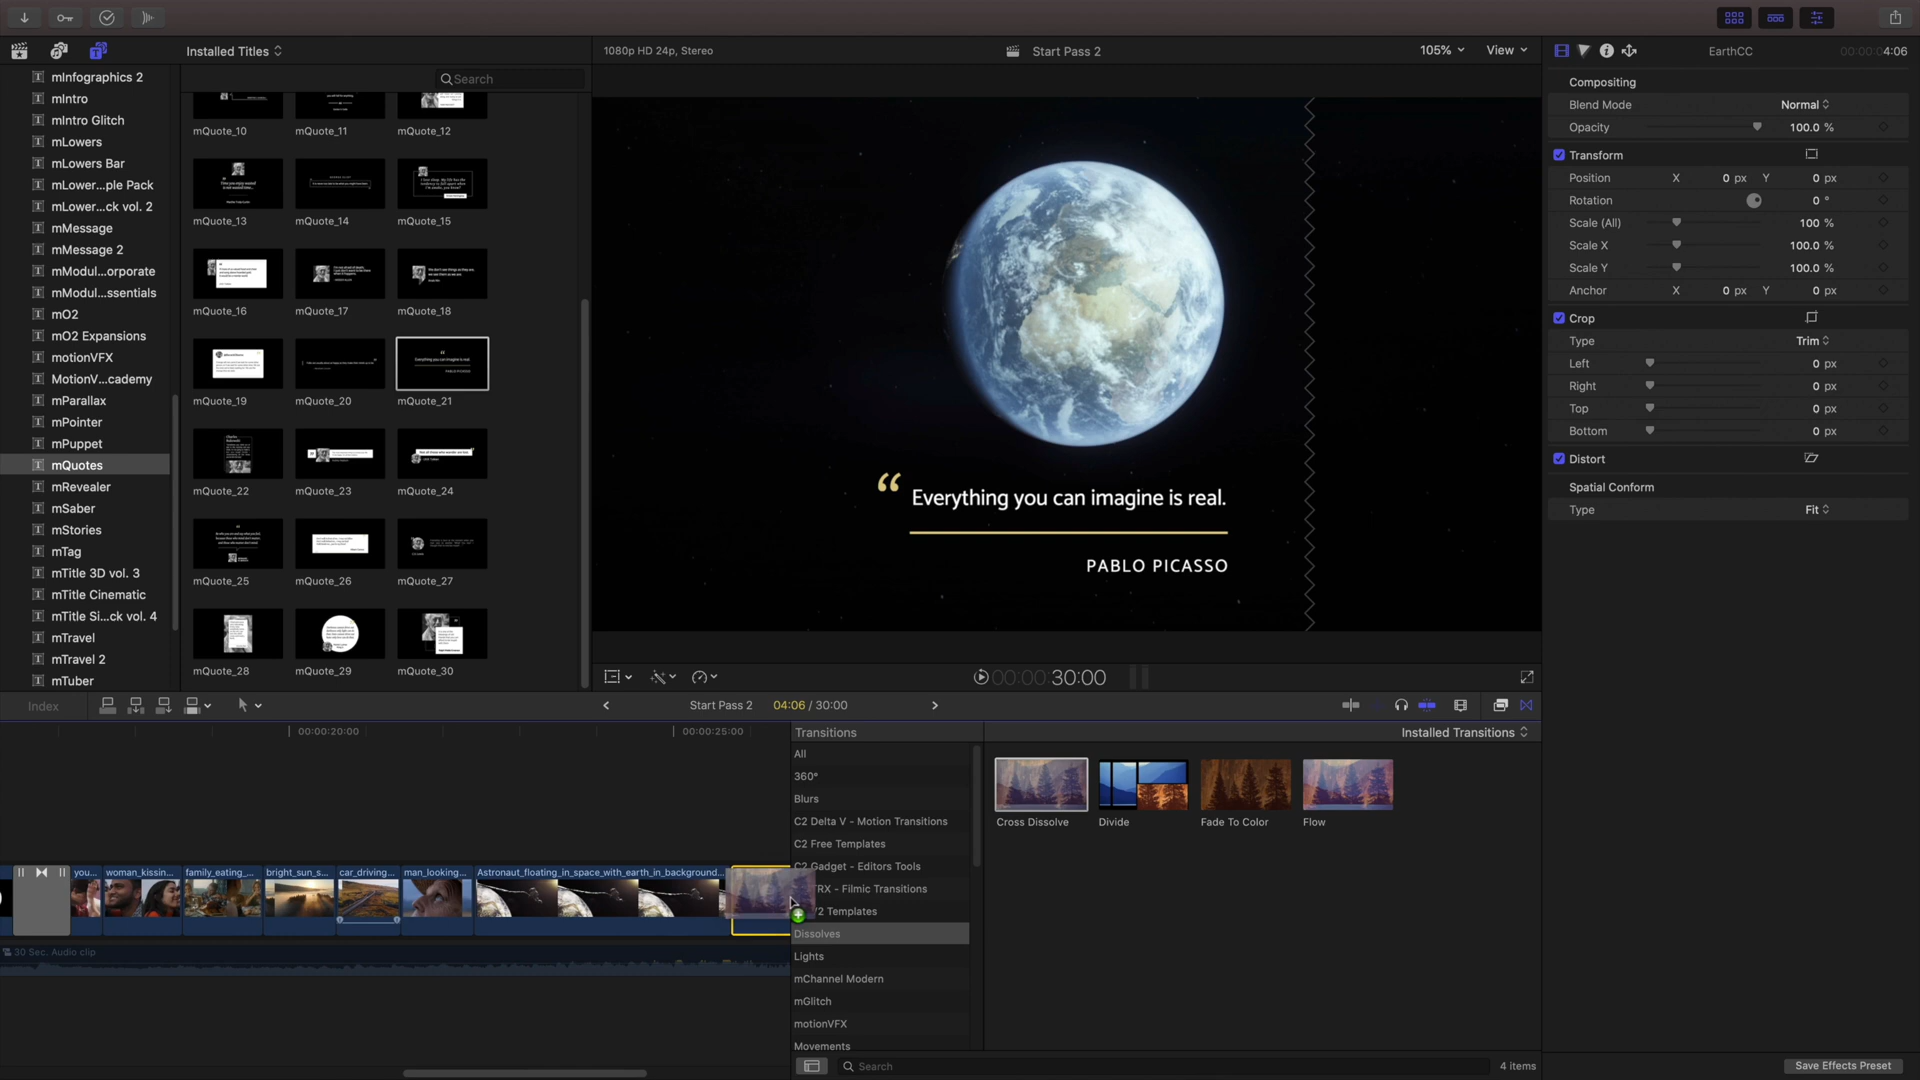 Installed Titles
1080p HD 24p, Stereo
Start Pass 2
105%
View
EarthCC
00:00:04:06
Search
mInfographics 2
mIntro
mIntro Glitch
mLowers
mLowers Bar
mLower...ple Pack
mLower...ck vol. 2
mMessage
mMessage 2
mModul...orporate
mModul...ssentials
mO2
mO2 Expansions
motionVFX
MotionV...cademy
mParallax
mPointer
mPuppet
mQuotes
mRevealer
mSaber
mStories
mTag
mTitle 3D vol. 3
mTitle Cinematic
mTitle Si...ck vol. 4
mTravel
mTravel 2
mTuber
mQuote_10
mQuote_11
mQuote_12
mQuote_13
mQuote_14
mQuote_15
mQuote_16
mQuote_17
mQuote_18
mQuote_19
mQuote_20
mQuote_21
mQuote_22
mQuote_23
mQuote_24
mQuote_25
mQuote_26
mQuote_27
mQuote_28
mQuote_29
mQuote_30
“ Everything you can imagine is real.
PABLO PICASSO
00:00:00:30:00
Compositing
Blend Mode Normal
Opacity 100.0 %
Transform
Position X 0 px Y 0 px
Rotation 0 °
Scale (All) 100 %
Scale X 100.0 %
Scale Y 100.0 %
Anchor X 0 px Y 0 px
Crop
Type Trim
Left 0 px
Right 0 px
Top 0 px
Bottom 0 px
Distort
Spatial Conform
Type Fit
Index
Start Pass 2
04:06 / 30:00
00:00:20:00
00:00:25:00
you...
woman_kissin...
family_eating_...
bright_sun_s...
car_driving...
man_looking...
Astronaut_floating_in_space_with_earth_in_background...
30 Sec. Audio clip
Transitions
Installed Transitions
All
360°
Blurs
C2 Delta V - Motion Transitions
C2 Free Templates
C2 Gadget - Editors Tools
TRX - Filmic Transitions
V2 Templates
Dissolves
Lights
mChannel Modern
mGlitch
motionVFX
Movements
Cross Dissolve
Divide
Fade To Color
Flow
Search
4 items
Save Effects Preset